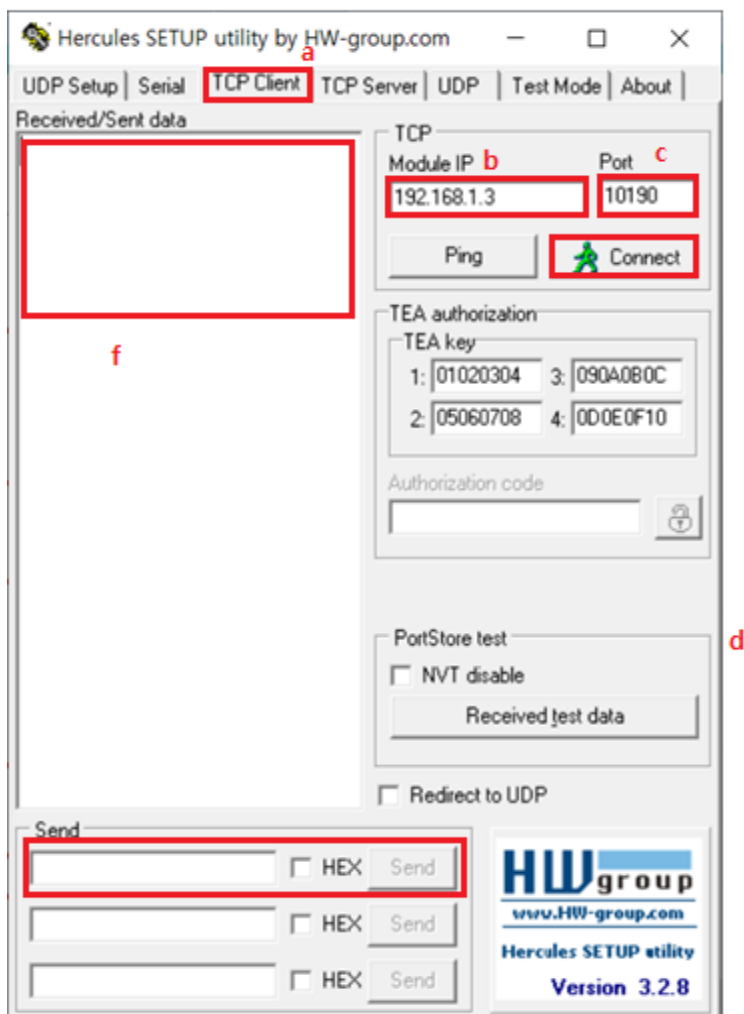 Hercules SETUP utility by HW-group.com
a
UDP Setup Serial TCP Client TCP Server UDP Test Mode About
Received/Sent data
TCP
Module IP b Port c
192.168.1.3 10190
Ping Connect
TEA authorization
TEA key
1: 01020304 3: 090A0B0C
2: 05060708 4: 0D0E0F10
f
Authorization code
PortStore test
d
NVT disable
Received test data
Redirect to UDP
Send
HEX Send
HEX Send
HEX Send
HW group
www.HW-group.com
Hercules SETUP utility
Version 3.2.8